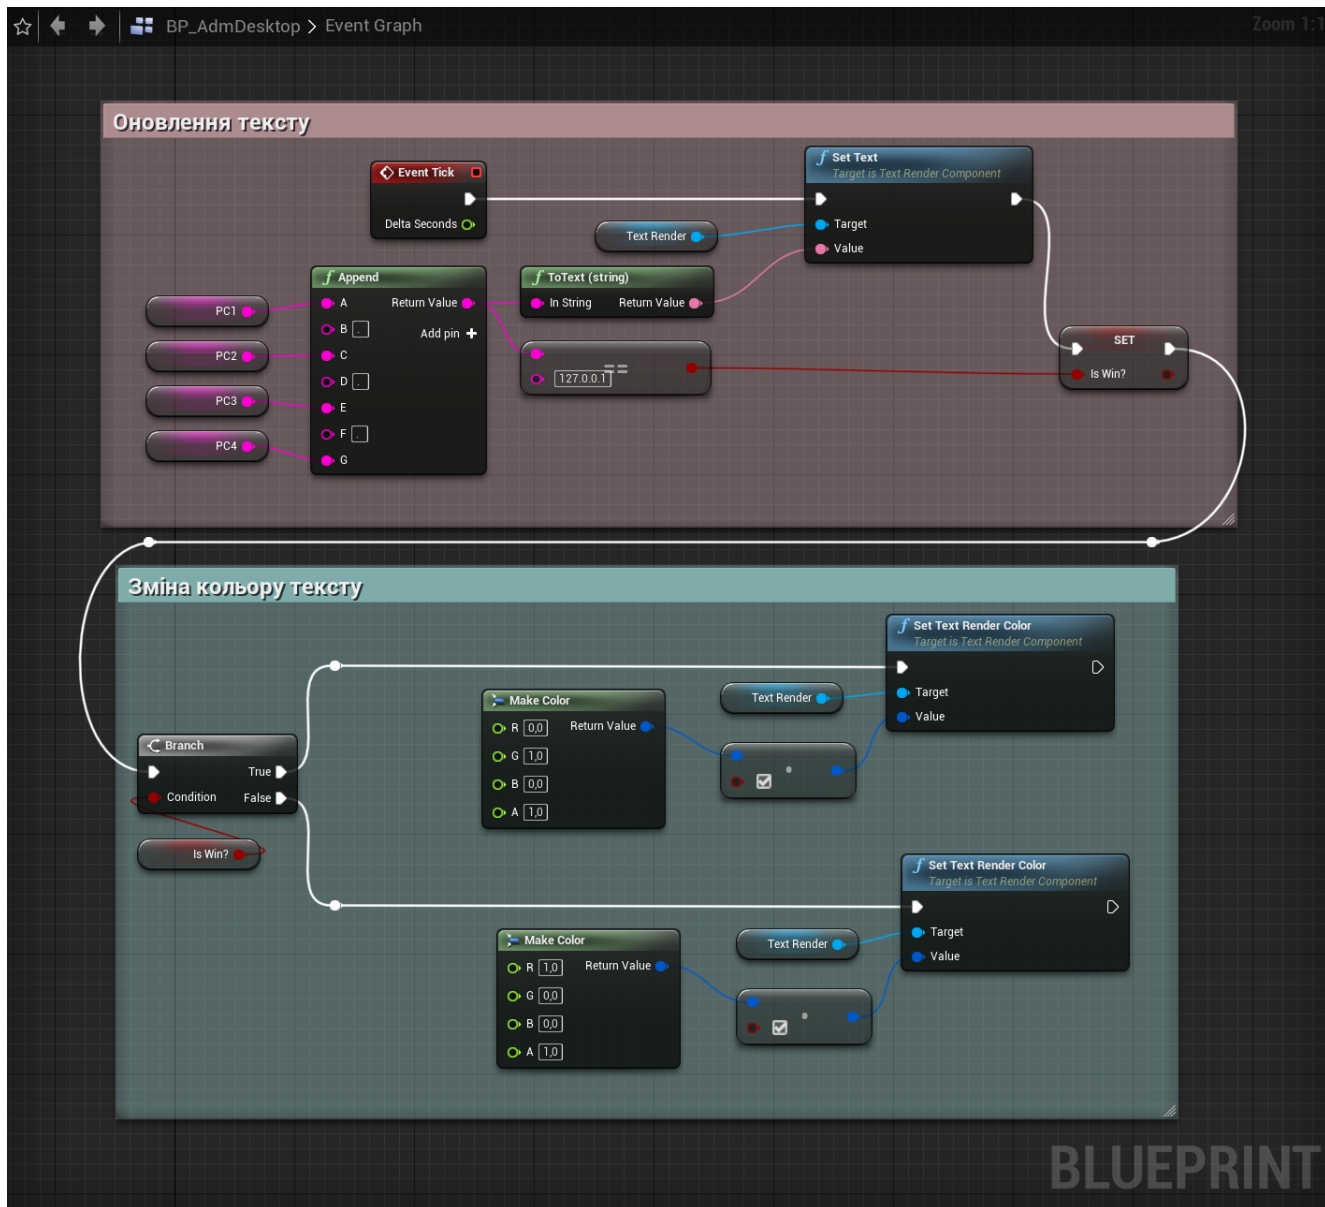 BP_AdmDesktop > Event Graph
Zoom 1:1
Оновлення тексту
Event Tick
Delta Seconds
Set Text
Target is Text Render Component
Target
Value
Text Render
Append
A
Return Value
B .
Add pin +
C
D .
E
F .
G
PC1
PC2
PC3
PC4
ToText (string)
In String
Return Value
==
127.0.0.1
SET
Is Win?
Зміна кольору тексту
Branch
True
Condition
False
Is Win?
Make Color
R 0,0
Return Value
G 1,0
B 0,0
A 1,0
Text Render
Set Text Render Color
Target is Text Render Component
Target
Value
Make Color
R 1,0
Return Value
G 0,0
B 0,0
A 1,0
Text Render
Set Text Render Color
Target is Text Render Component
Target
Value
BLUEPRINT